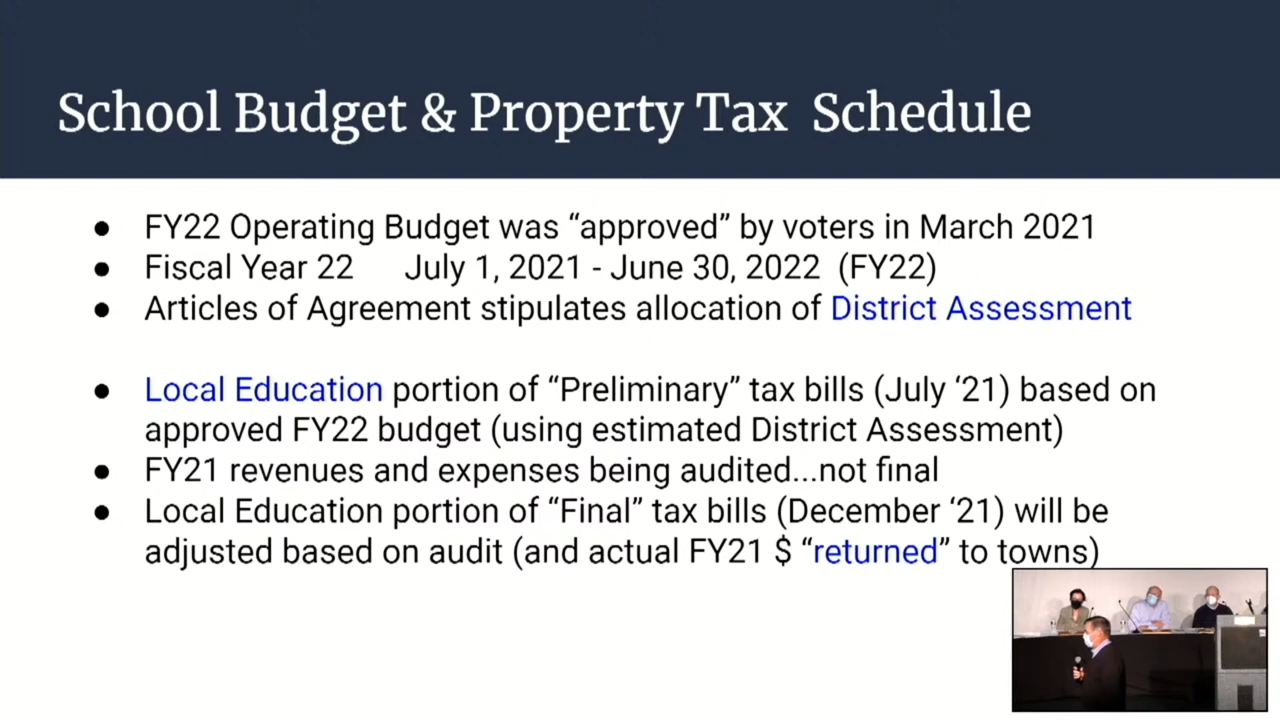 School Budget & Property Tax Schedule
● FY22 Operating Budget was “approved” by voters in March 2021
● Fiscal Year 22 July 1, 2021 - June 30, 2022 (FY22)
● Articles of Agreement stipulates allocation of District Assessment
● Local Education portion of “Preliminary” tax bills (July ‘21) based on
approved FY22 budget (using estimated District Assessment)
● FY21 revenues and expenses being audited...not final
● Local Education portion of “Final” tax bills (December ‘21) will be
adjusted based on audit (and actual FY21 $ “returned” to towns)